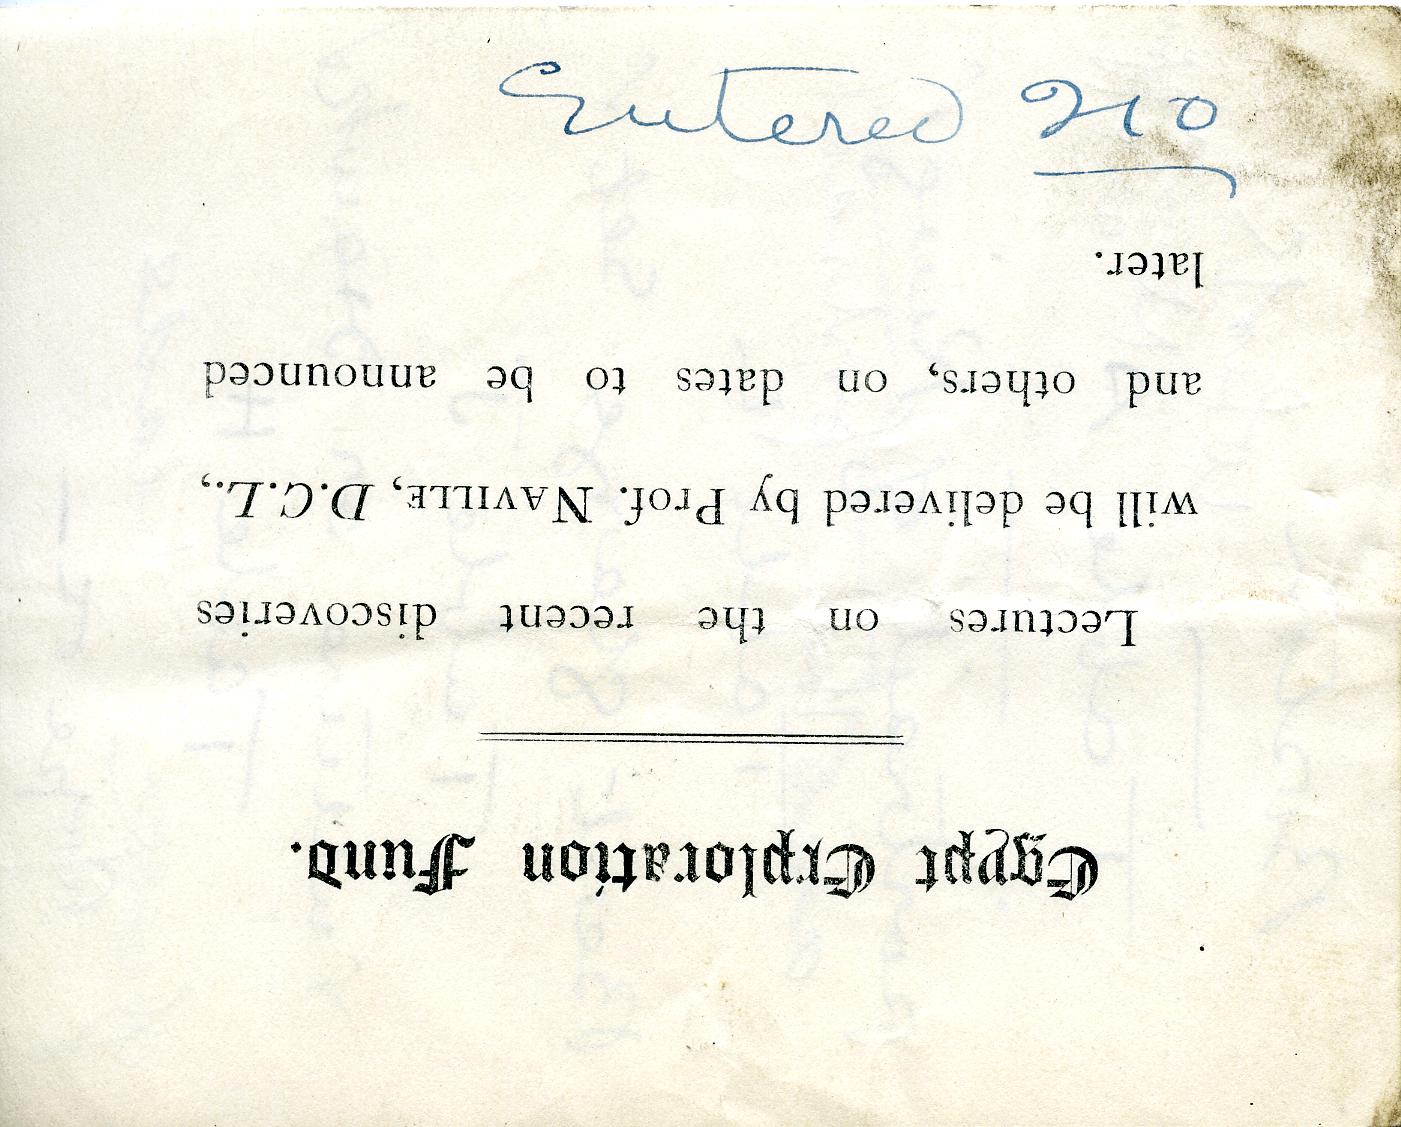 Entered 210
Egypt Exploration Fund.
Lectures on the recent discoveries
will be delivered by Prof. NAVILLE, D.C.L.,
and others, on dates to be announced
later.